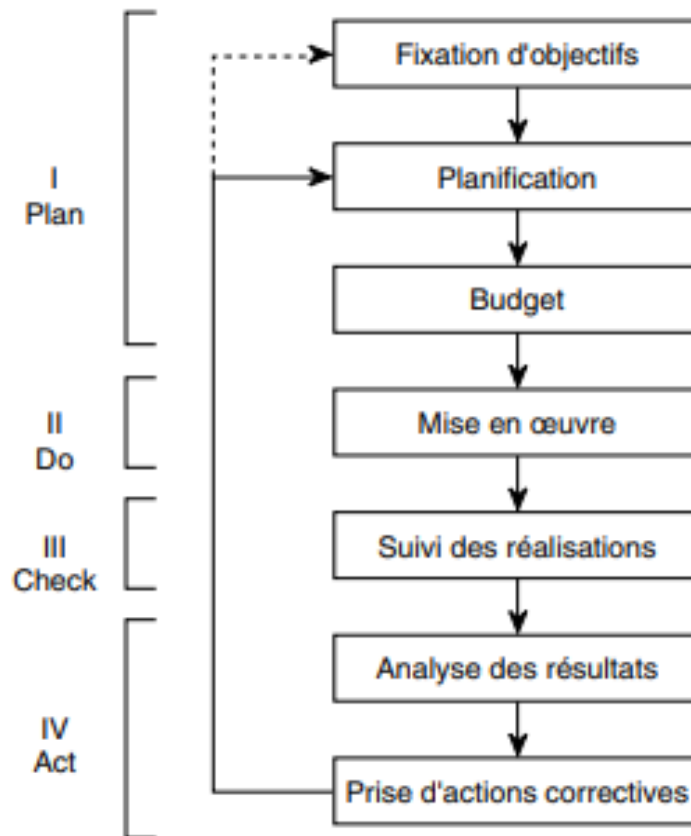 Fixation d'objectifs
I
Plan
Planification
Budget
II
Do
Mise en œuvre
III
Check
Suivi des réalisations
Analyse des résultats
IV
Act
Prise d'actions correctives